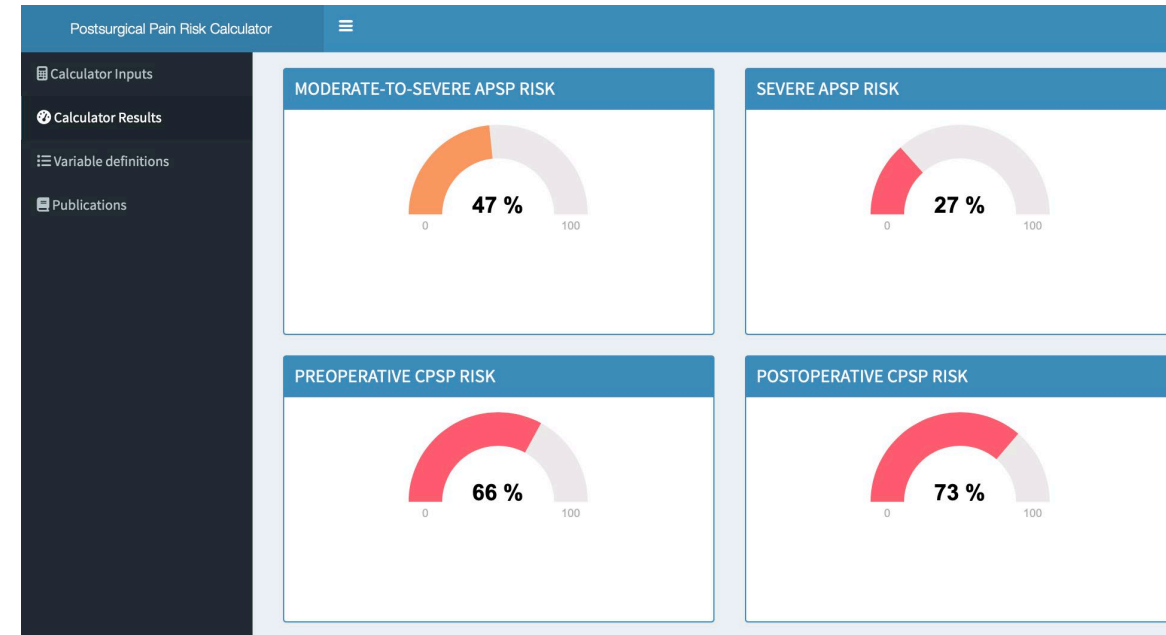 Postsurgical Pain Risk Calculator
Calculator Inputs
Calculator Results
Variable definitions
Publications
MODERATE-TO-SEVERE APSP RISK
47 %
0 100
SEVERE APSP RISK
27 %
0 100
PREOPERATIVE CPSP RISK
66 %
0 100
POSTOPERATIVE CPSP RISK
73 %
0 100